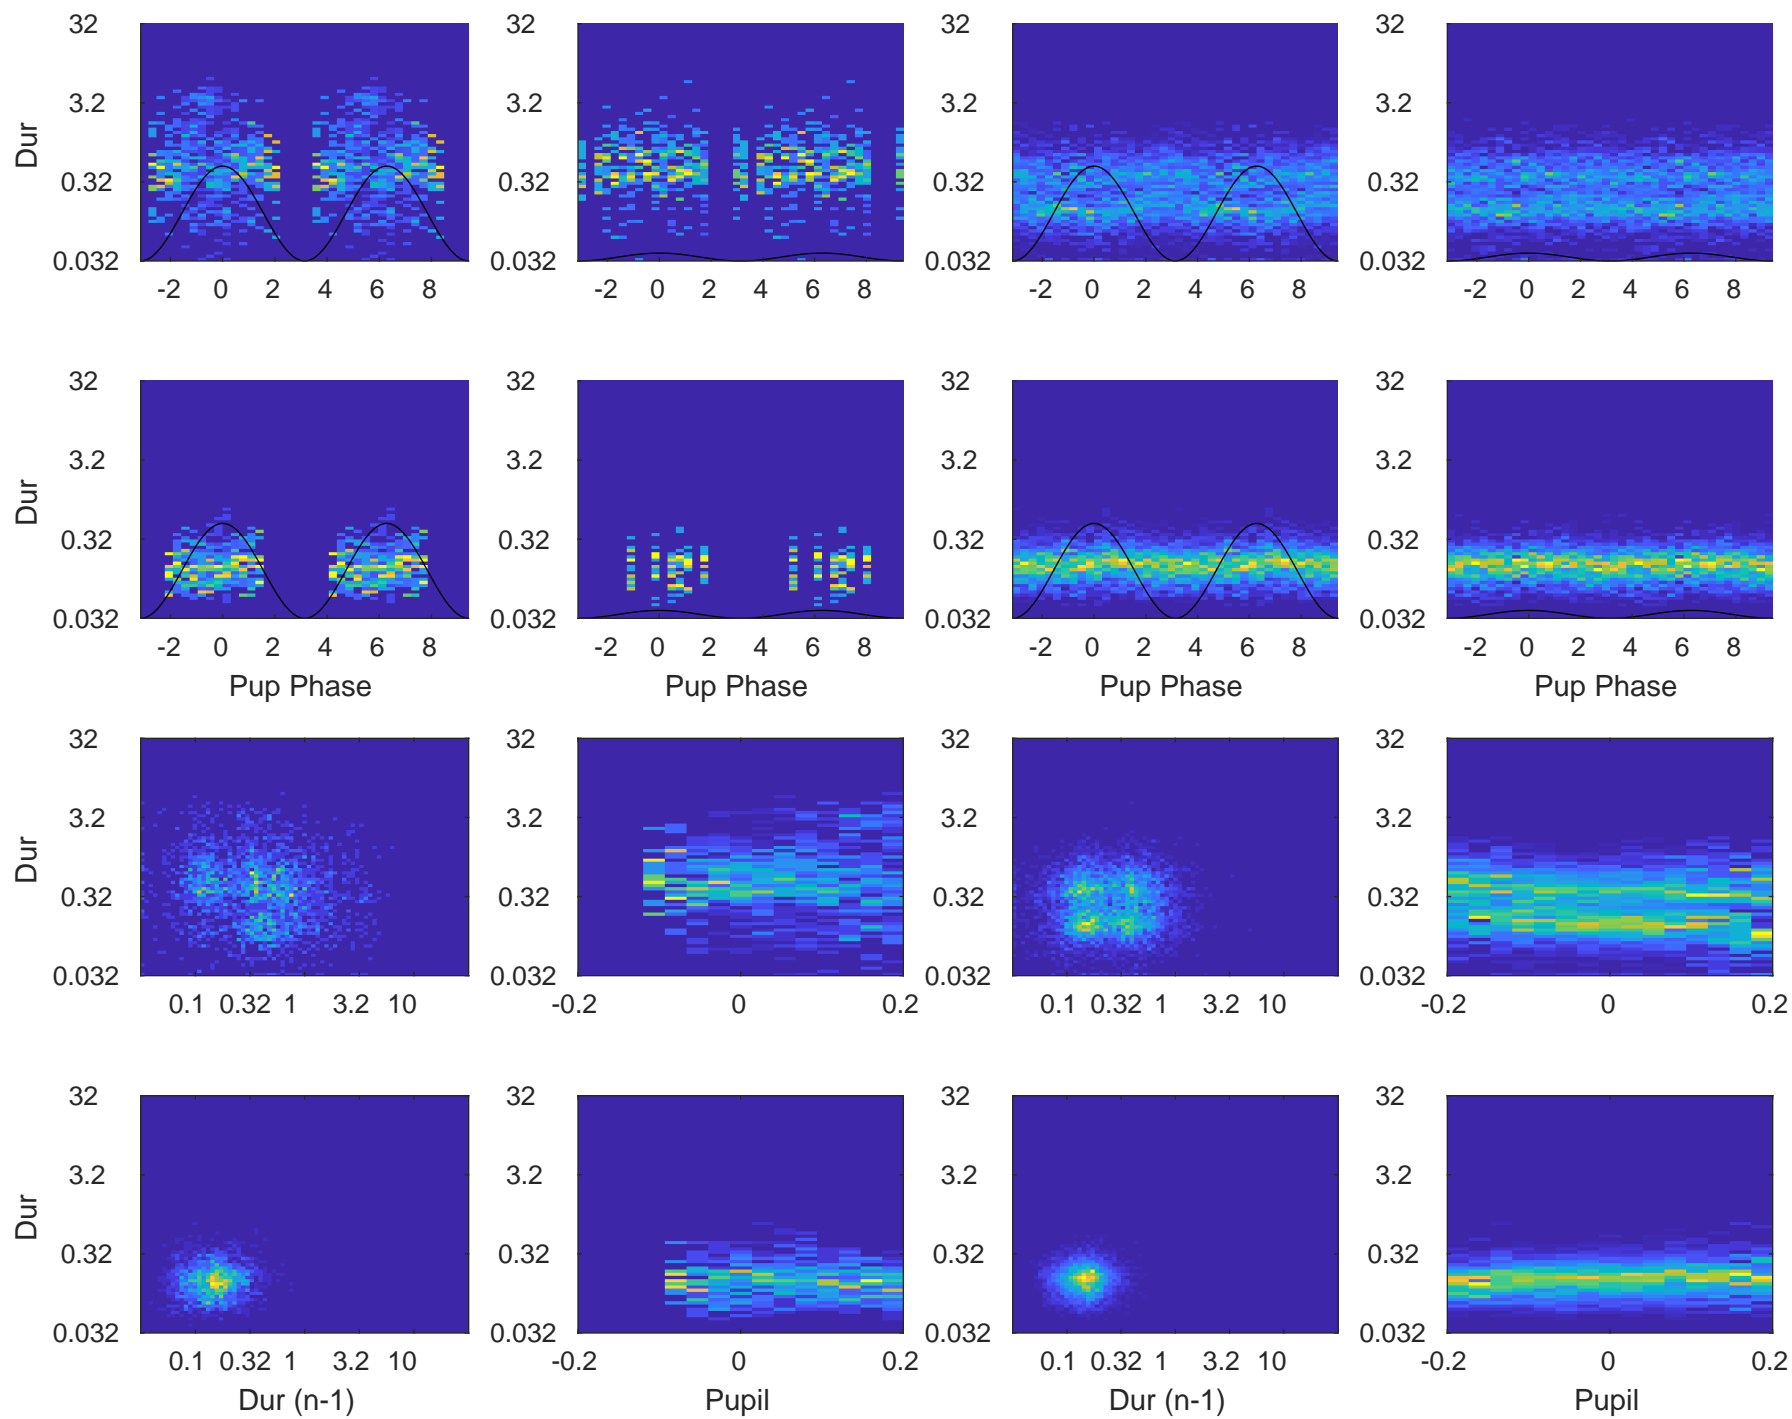 32 32 32 32
3.2 3.2 3.2 3.2
Dur
0.32 0.32 0.32 0.32
0.032 0.032 0.032 0.032
-2 0 2 4 6 8 -2 0 2 4 6 8 -2 0 2 4 6 8 -2 0 2 4 6 8
32 32 32 32
3.2 3.2 3.2 3.2
Dur
0.32 0.32 0.32 0.32
0.032 0.032 0.032 0.032
-2 0 2 4 6 8 -2 0 2 4 6 8 -2 0 2 4 6 8 -2 0 2 4 6 8
Pup Phase Pup Phase Pup Phase Pup Phase
32 32 32 32
3.2 3.2 3.2 3.2
Dur
0.32 0.32 0.32 0.32
0.032 0.032 0.032 0.032
0.1 0.32 1 3.2 10 -0.2 0 0.2 0.1 0.32 1 3.2 10 -0.2 0 0.2
32 32 32 32
3.2 3.2 3.2 3.2
Dur
0.32 0.32 0.32 0.32
0.032 0.032 0.032 0.032
0.1 0.32 1 3.2 10 -0.2 0 0.2 0.1 0.32 1 3.2 10 -0.2 0 0.2
Dur (n-1) Pupil Dur (n-1) Pupil